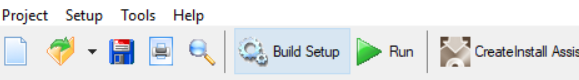 Project Setup Tools Help
Build Setup Run CreateInstall Assis